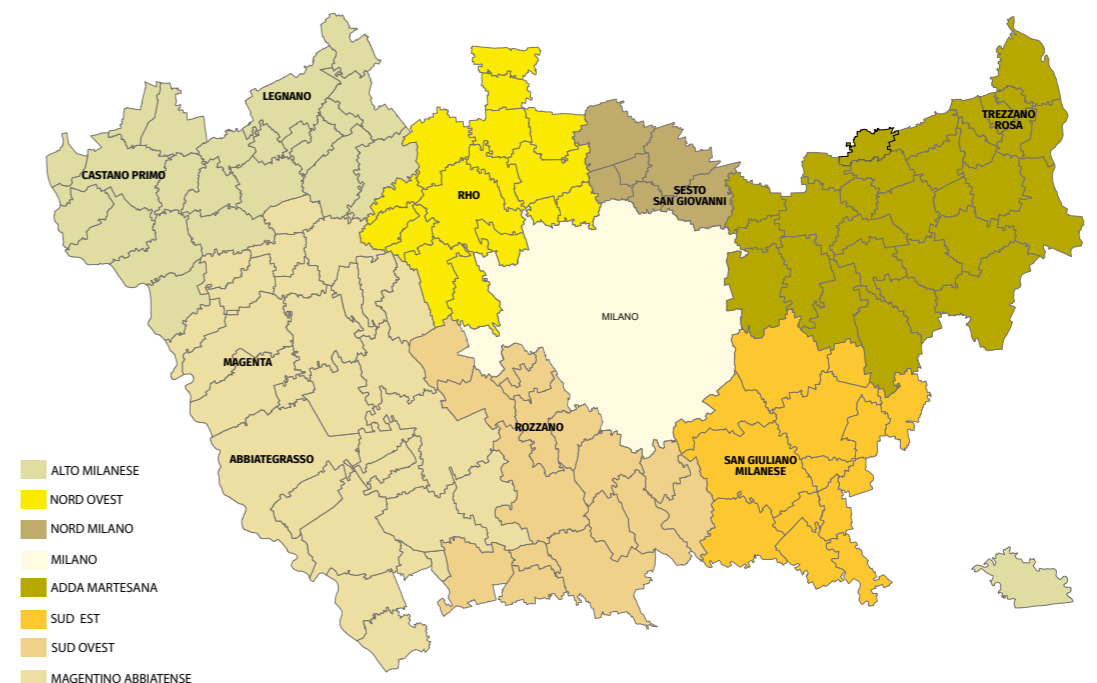 LEGNANO
TREZZANO
ROSA
CASTANO PRIMO
RHO
SESTO
SAN GIOVANNI
MILANO
MAGENTA
ROZZANO
ABBIATEGRASSO
SAN GIULIANO
MILANESE
ALTO MILANESE
NORD OVEST
NORD MILANO
MILANO
ADDA MARTESANA
SUD EST
SUD OVEST
MAGENTINO ABBIATENSE